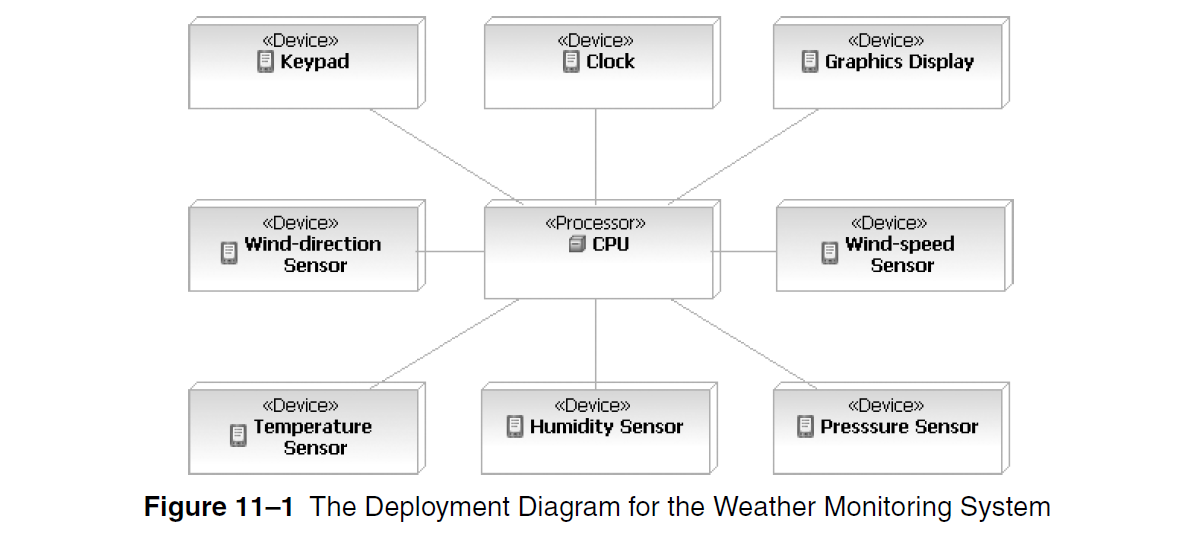 «Device»
Keypad
«Device»
Clock
«Device»
Graphics Display
«Device»
Wind-direction
Sensor
«Processor»
CPU
«Device»
Wind-speed
Sensor
«Device»
Temperature
Sensor
«Device»
Humidity Sensor
«Device»
Presssure Sensor
Figure 11–1 The Deployment Diagram for the Weather Monitoring System